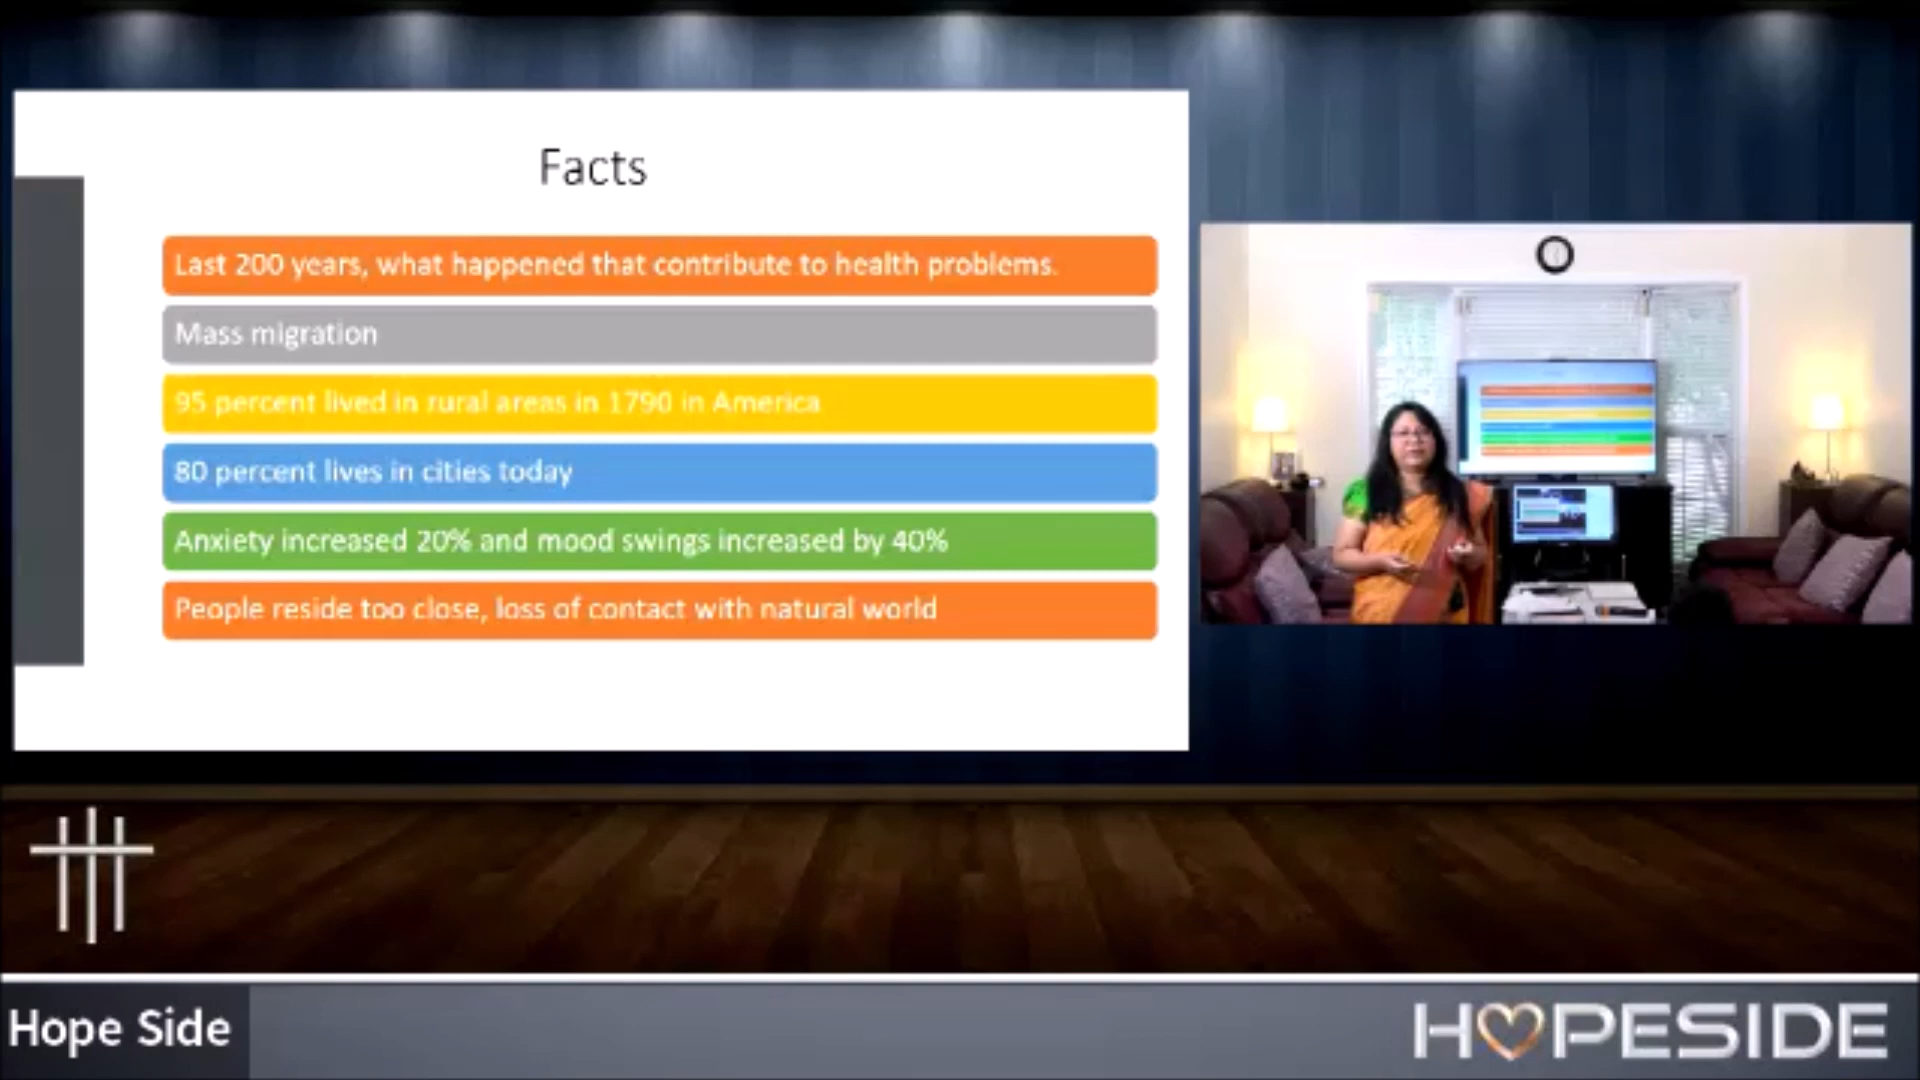 Facts
Last 200 years, what happened that contribute to health problems.
Mass migration
95 percent lived in rural areas in 1790 in America
80 percent lives in cities today
Anxiety increased 20% and mood swings increased by 40%
People reside too close, loss of contact with natural world
Hope Side
HOPESIDE